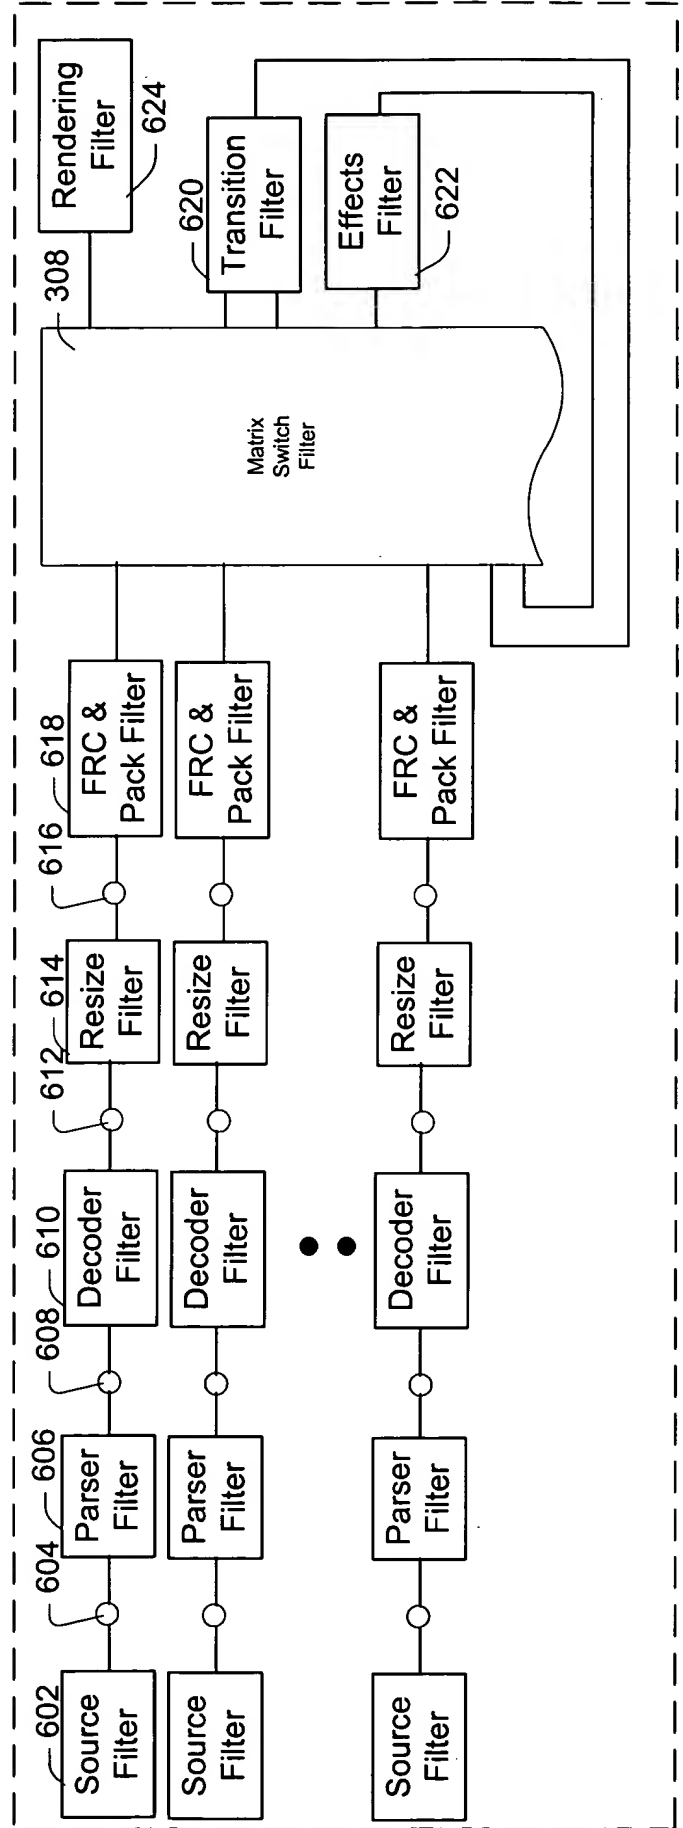 602
Source
Filter
604
606
Parser
Filter
608
610
Decoder
Filter
612
614
Resize
Filter
616
618
FRC &
Pack Filter
308
Matrix
Switch
Filter
Rendering
Filter
624
620
Transition
Filter
Effects
Filter
622
Source
Filter
Parser
Filter
Decoder
Filter
Resize
Filter
FRC &
Pack Filter
Source
Filter
Parser
Filter
Decoder
Filter
Resize
Filter
FRC &
Pack Filter